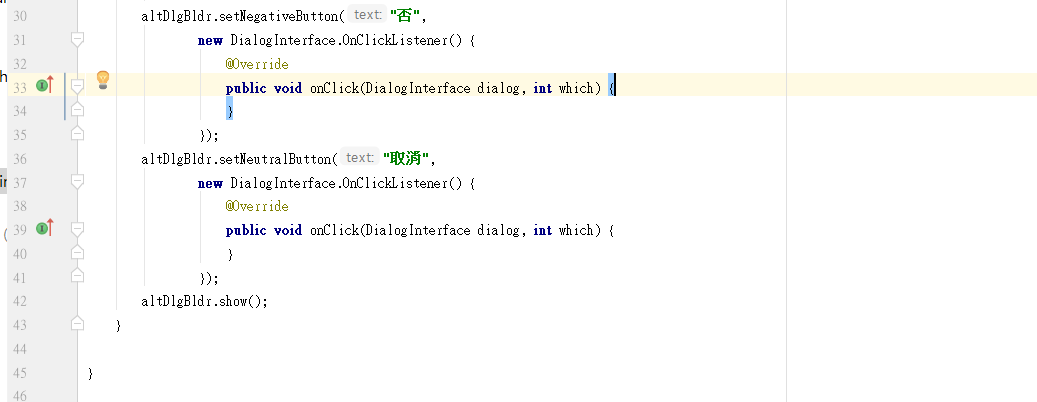 30 altDlgBldr.setNegativeButton( text: "否",
31 new DialogInterface.OnClickListener() {
32 @Override
33 public void onClick(DialogInterface dialog, int which) {
34 }
35 });
36 altDlgBldr.setNeutralButton( text: "取消",
37 new DialogInterface.OnClickListener() {
38 @Override
39 public void onClick(DialogInterface dialog, int which) {
40 }
41 });
42 altDlgBldr.show();
43 }
44
45 }
46